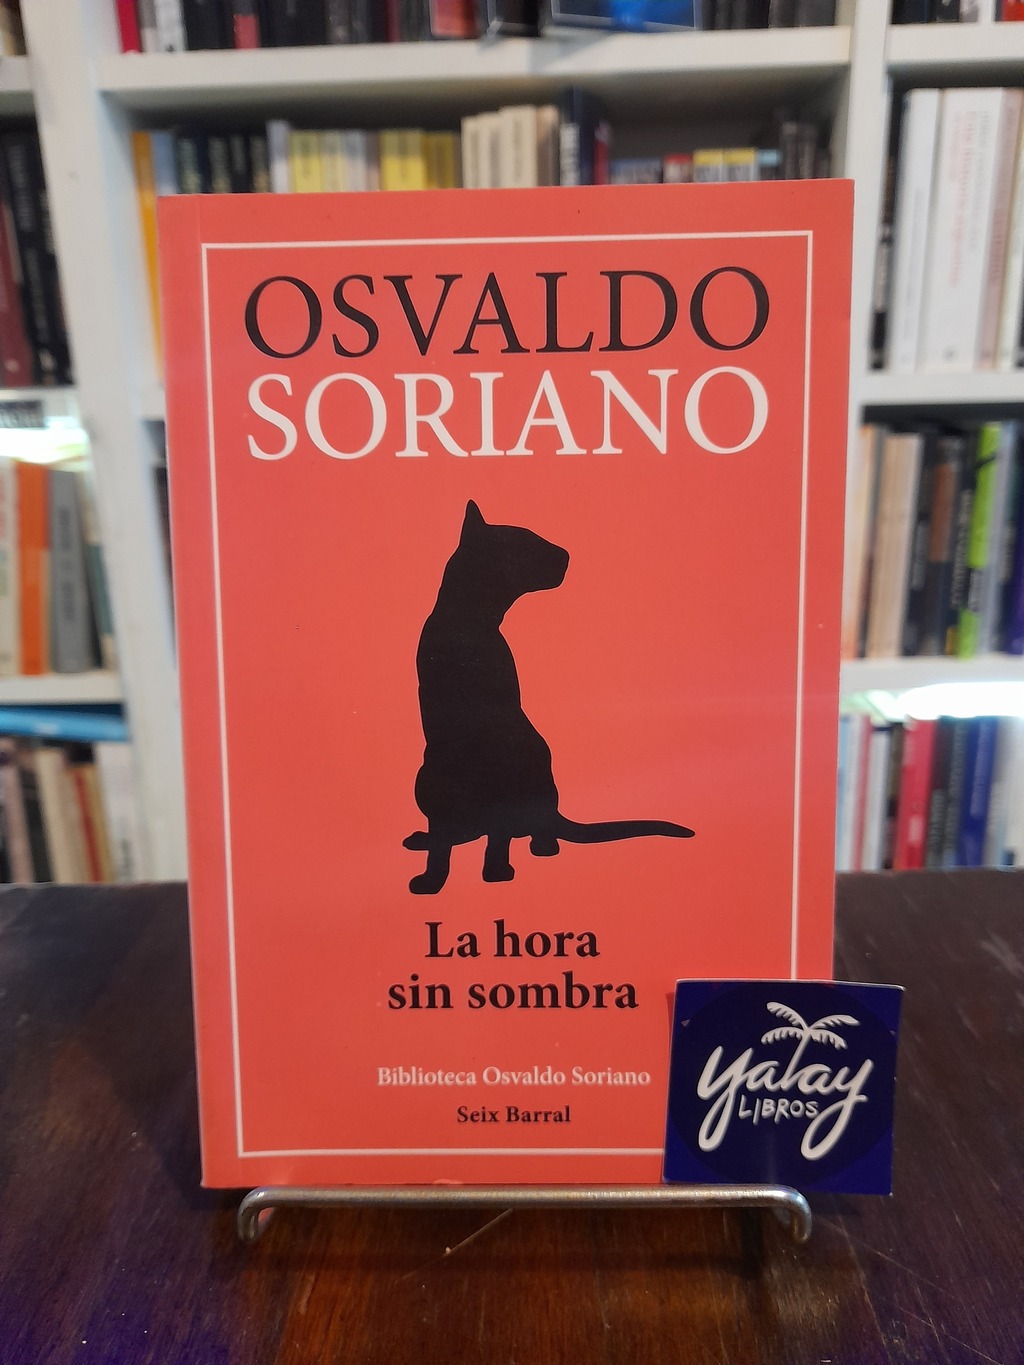 OSVALDO
SORIANO
La hora
sin sombra
Biblioteca Osvaldo Soriano
Seix Barral
yatay
LIBROS